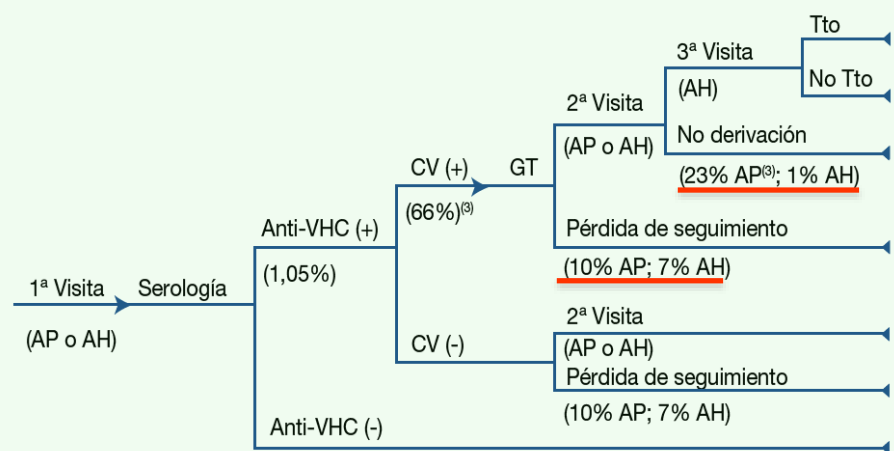 Tto
3ª Visita
(AH)
No Tto
2ª Visita
(AP o AH)
No derivación
(23% AP⁽³⁾; 1% AH)
CV (+)
GT
(66%)⁽³⁾
Pérdida de seguimiento
(10% AP; 7% AH)
Anti-VHC (+)
(1,05%)
1ª Visita
Serología
(AP o AH)
2ª Visita
(AP o AH)
CV (-)
Pérdida de seguimiento
(10% AP; 7% AH)
Anti-VHC (-)